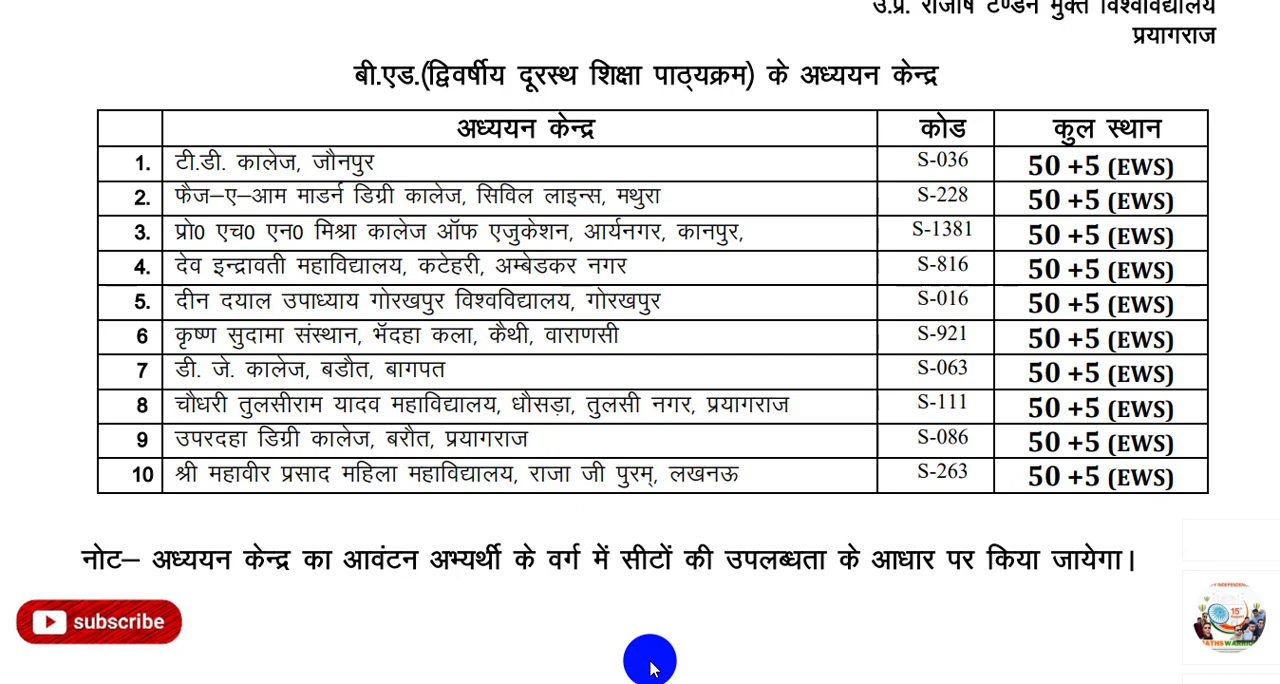 उ.प्र. राजर्षि टण्डन मुक्त विश्वविद्यालय
प्रयागराज
बी.एड.(द्विवर्षीय दूरस्थ शिक्षा पाठ्यक्रम) के अध्ययन केन्द्र
अध्ययन केन्द्र कोड कुल स्थान
1. टी.डी. कालेज, जौनपुर S-036 50 +5 (EWS)
2. फैज–ए–आम मार्डन डिग्री कालेज, सिविल लाइन्स, मथुरा S-228 50 +5 (EWS)
3. प्रो0 एच0 एन0 मिश्रा कालेज ऑफ एजुकेशन, आर्यनगर, कानपुर, S-1381 50 +5 (EWS)
4. देव इन्द्रावती महाविद्यालय, कटेहरी, अम्बेडकर नगर S-816 50 +5 (EWS)
5. दीन दयाल उपाध्याय गोरखपुर विश्वविद्यालय, गोरखपुर S-016 50 +5 (EWS)
6 कृष्ण सुदामा संस्थान, भॅदहा कला, कैथी, वाराणसी S-921 50 +5 (EWS)
7 डी. जे. कालेज, बडौत, बागपत S-063 50 +5 (EWS)
8 चौधरी तुलसीराम यादव महाविद्यालय, धौसड़ा, तुलसी नगर, प्रयागराज S-111 50 +5 (EWS)
9 उपरदहा डिग्री कालेज, बरौत, प्रयागराज S-086 50 +5 (EWS)
10 श्री महावीर प्रसाद महिला महाविद्यालय, राजा जी पुरम्, लखनऊ S-263 50 +5 (EWS)
नोट– अध्ययन केन्द्र का आवंटन अभ्यर्थी के वर्ग में सीटों की उपलब्धता के आधार पर किया जायेगा।
subscribe